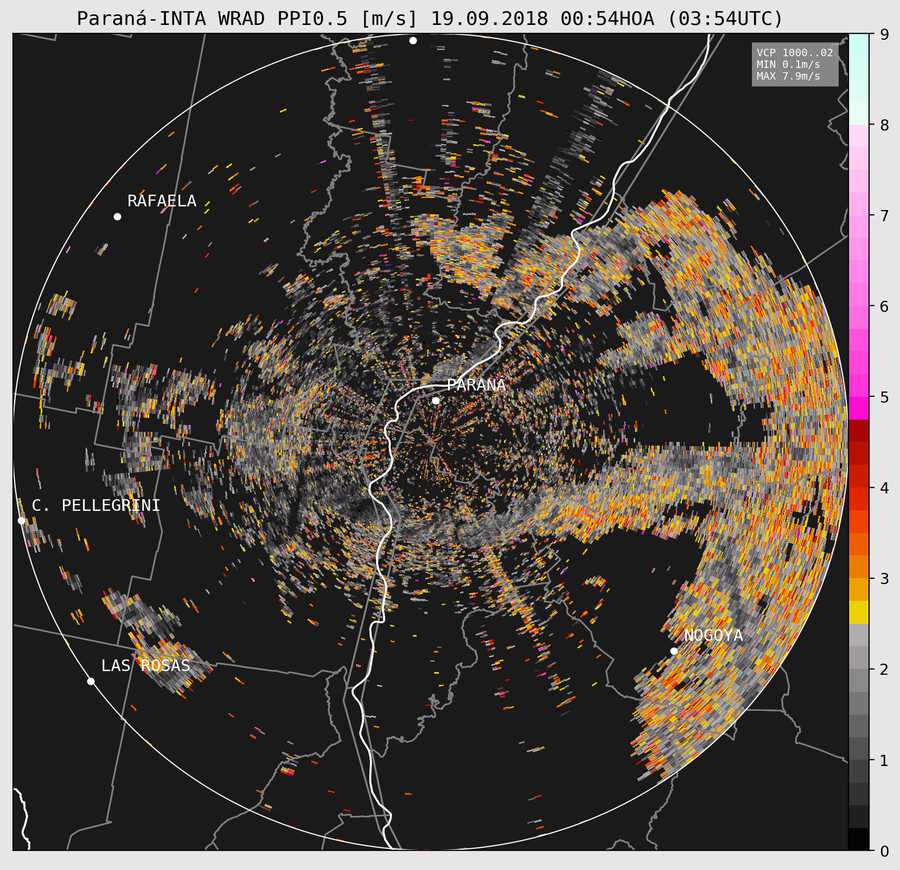 Paraná-INTA WRAD PPI0.5 [m/s] 19.09.2018 00:54HOA (03:54UTC)
VCP 1000..02
MIN 0.1m/s
MAX 7.9m/s
9
8
7
6
5
4
3
2
1
0
RAFAELA
PARANA
C. PELLEGRINI
NOGOYA
LAS ROSAS